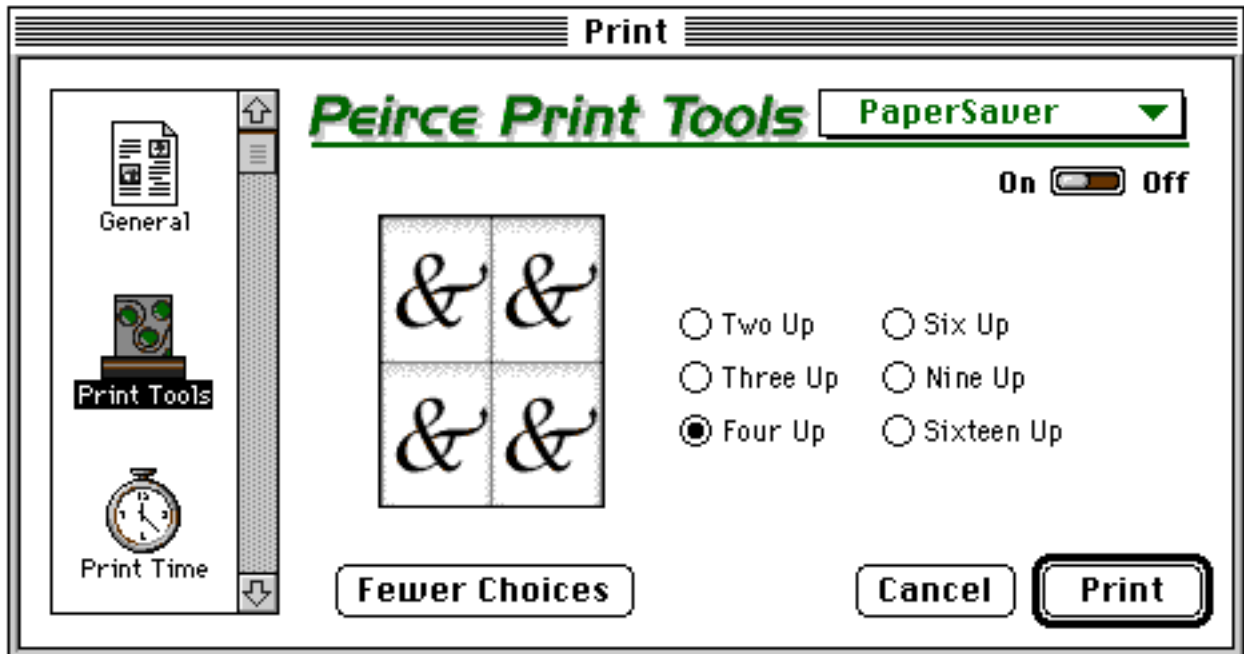 Print
General
Print Tools
Print Time
Peirce Print Tools
PaperSaver
On
Off
& &
& &
Two Up
Six Up
Three Up
Nine Up
Four Up
Sixteen Up
Fewer Choices
Cancel
Print